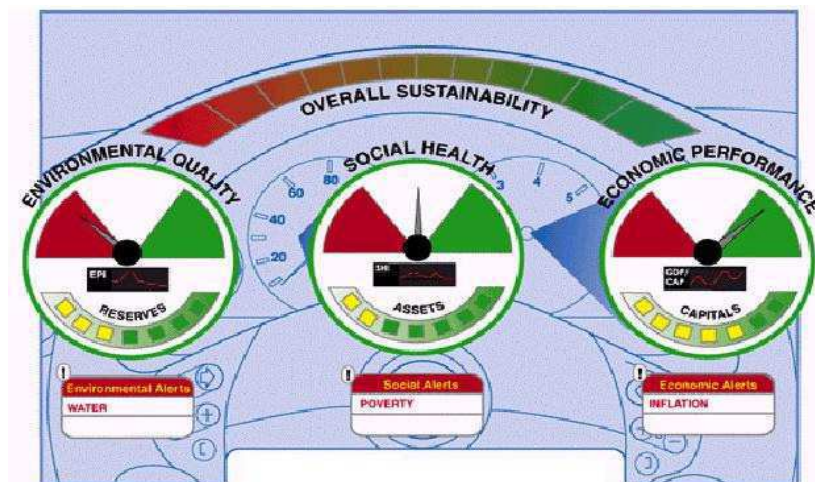 OVERALL SUSTAINABILITY
ENVIRONMENTAL QUALITY
SOCIAL HEALTH
ECONOMIC PERFORMANCE
80
60
40
20
3
4
5
EPI
SHI
GDP/
CAP
RESERVES
ASSETS
CAPITALS
!
Environmental Alerts
WATER
!
Social Alerts
POVERTY
!
Economic Alerts
INFLATION